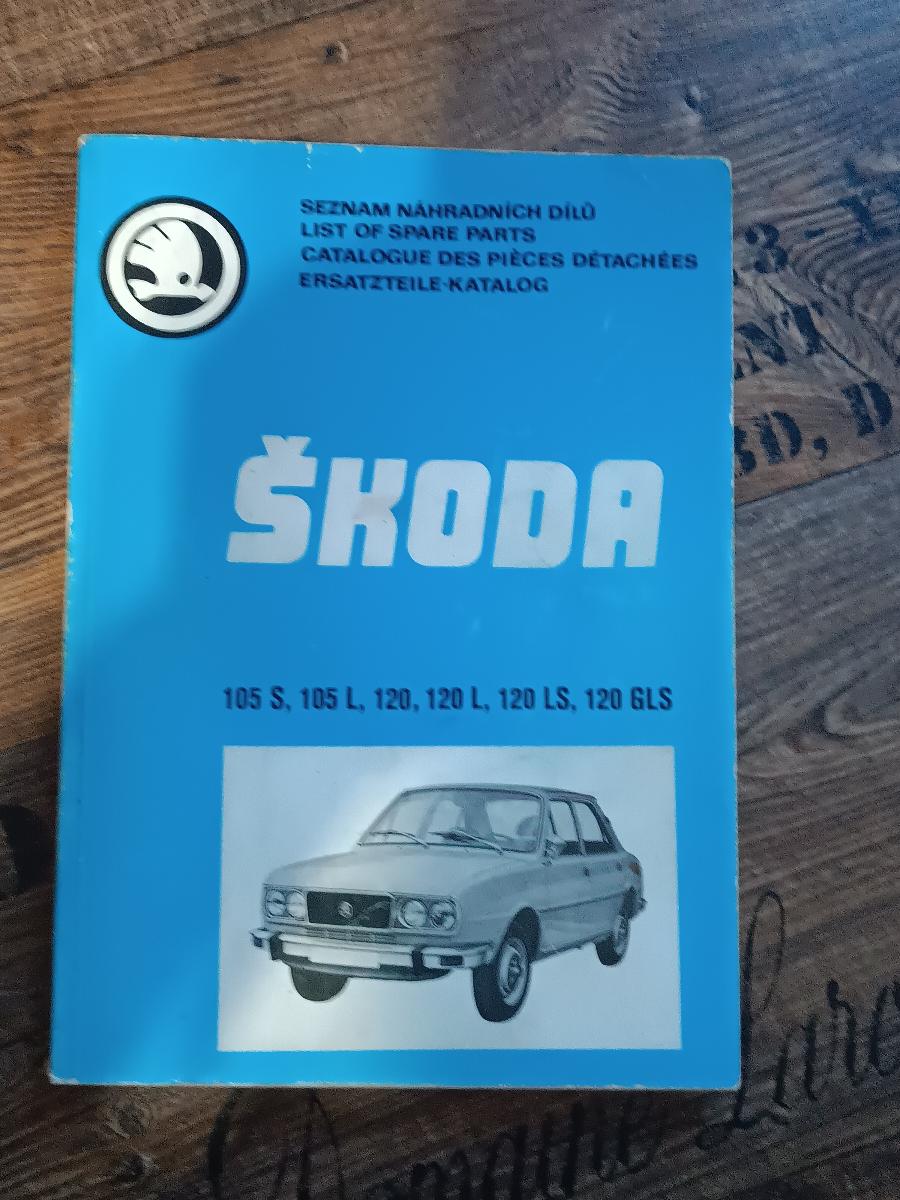 SEZNAM NÁHRADNÍCH DÍLŮ
LIST OF SPARE PARTS
CATALOGUE DES PIÈCES DÉTACHÉES
ERSATZTEILE-KATALOG
ŠKODA
105 S, 105 L, 120, 120 L, 120 LS, 120 GLS